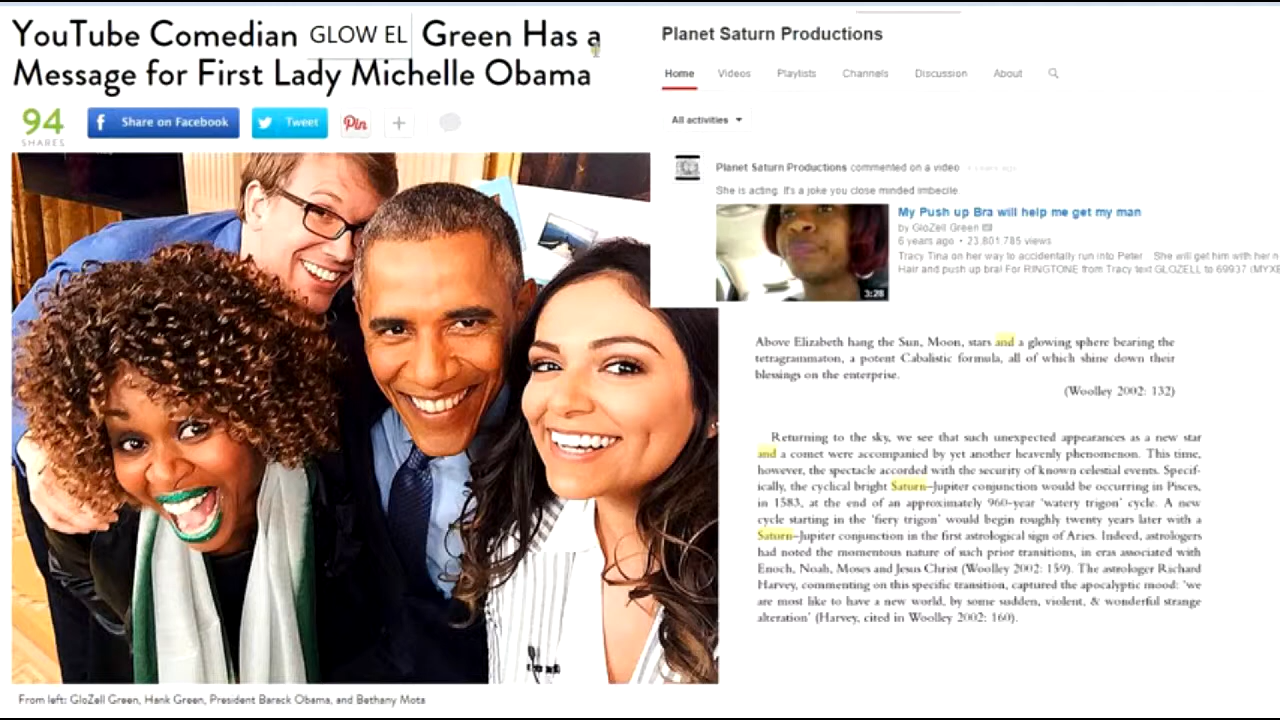 YouTube Comedian GLOW EL Green Has a
Message for First Lady Michelle Obama
94
SHARES
f Share on Facebook
Tweet
Pin
+
From left: GloZell Green, Hank Green, President Barack Obama, and Bethany Mota
Planet Saturn Productions
Home Videos Playlists Channels Discussion About
All activities
Planet Saturn Productions commented on a video
She is acting. It's a joke you close minded imbecile.
3:28
My Push up Bra will help me get my man
by GloZell Green
6 years ago • 23,801,785 views
Tracy Tina on her way to accidentally run into Peter She will get him with her
Hair and push up bra! For RINGTONE from Tracy text GLOZELL to 69937
Above Elizabeth hang the Sun, Moon, stars and a glowing sphere bearing the
tetragrammaton, a potent Cabalistic formula, all of which shine down their
blessings on the enterprise.
(Woolley 2002: 132)
Returning to the sky, we see that such unexpected appearances as a new star
and a comet were accompanied by yet another heavenly phenomenon. This time,
however, the spectacle accorded with the security of known celestial events. Specif-
ically, the cyclical bright Saturn–Jupiter conjunction would be occurring in Pisces,
in 1583, at the end of an approximately 960-year 'watery trigon' cycle. A new
cycle starting in the 'fiery trigon' would begin roughly twenty years later with a
Saturn–Jupiter conjunction in the first astrological sign of Aries. Indeed, astrologers
had noted the momentous nature of such prior transitions, in eras associated with
Enoch, Noah, Moses and Jesus Christ (Woolley 2002: 159). The astrologer Richard
Harvey, commenting on this specific transition, captured the apocalyptic mood: 'we
are most like to have a new world, by some sudden, violent, & wonderful strange
alteration' (Harvey, cited in Woolley 2002: 160).